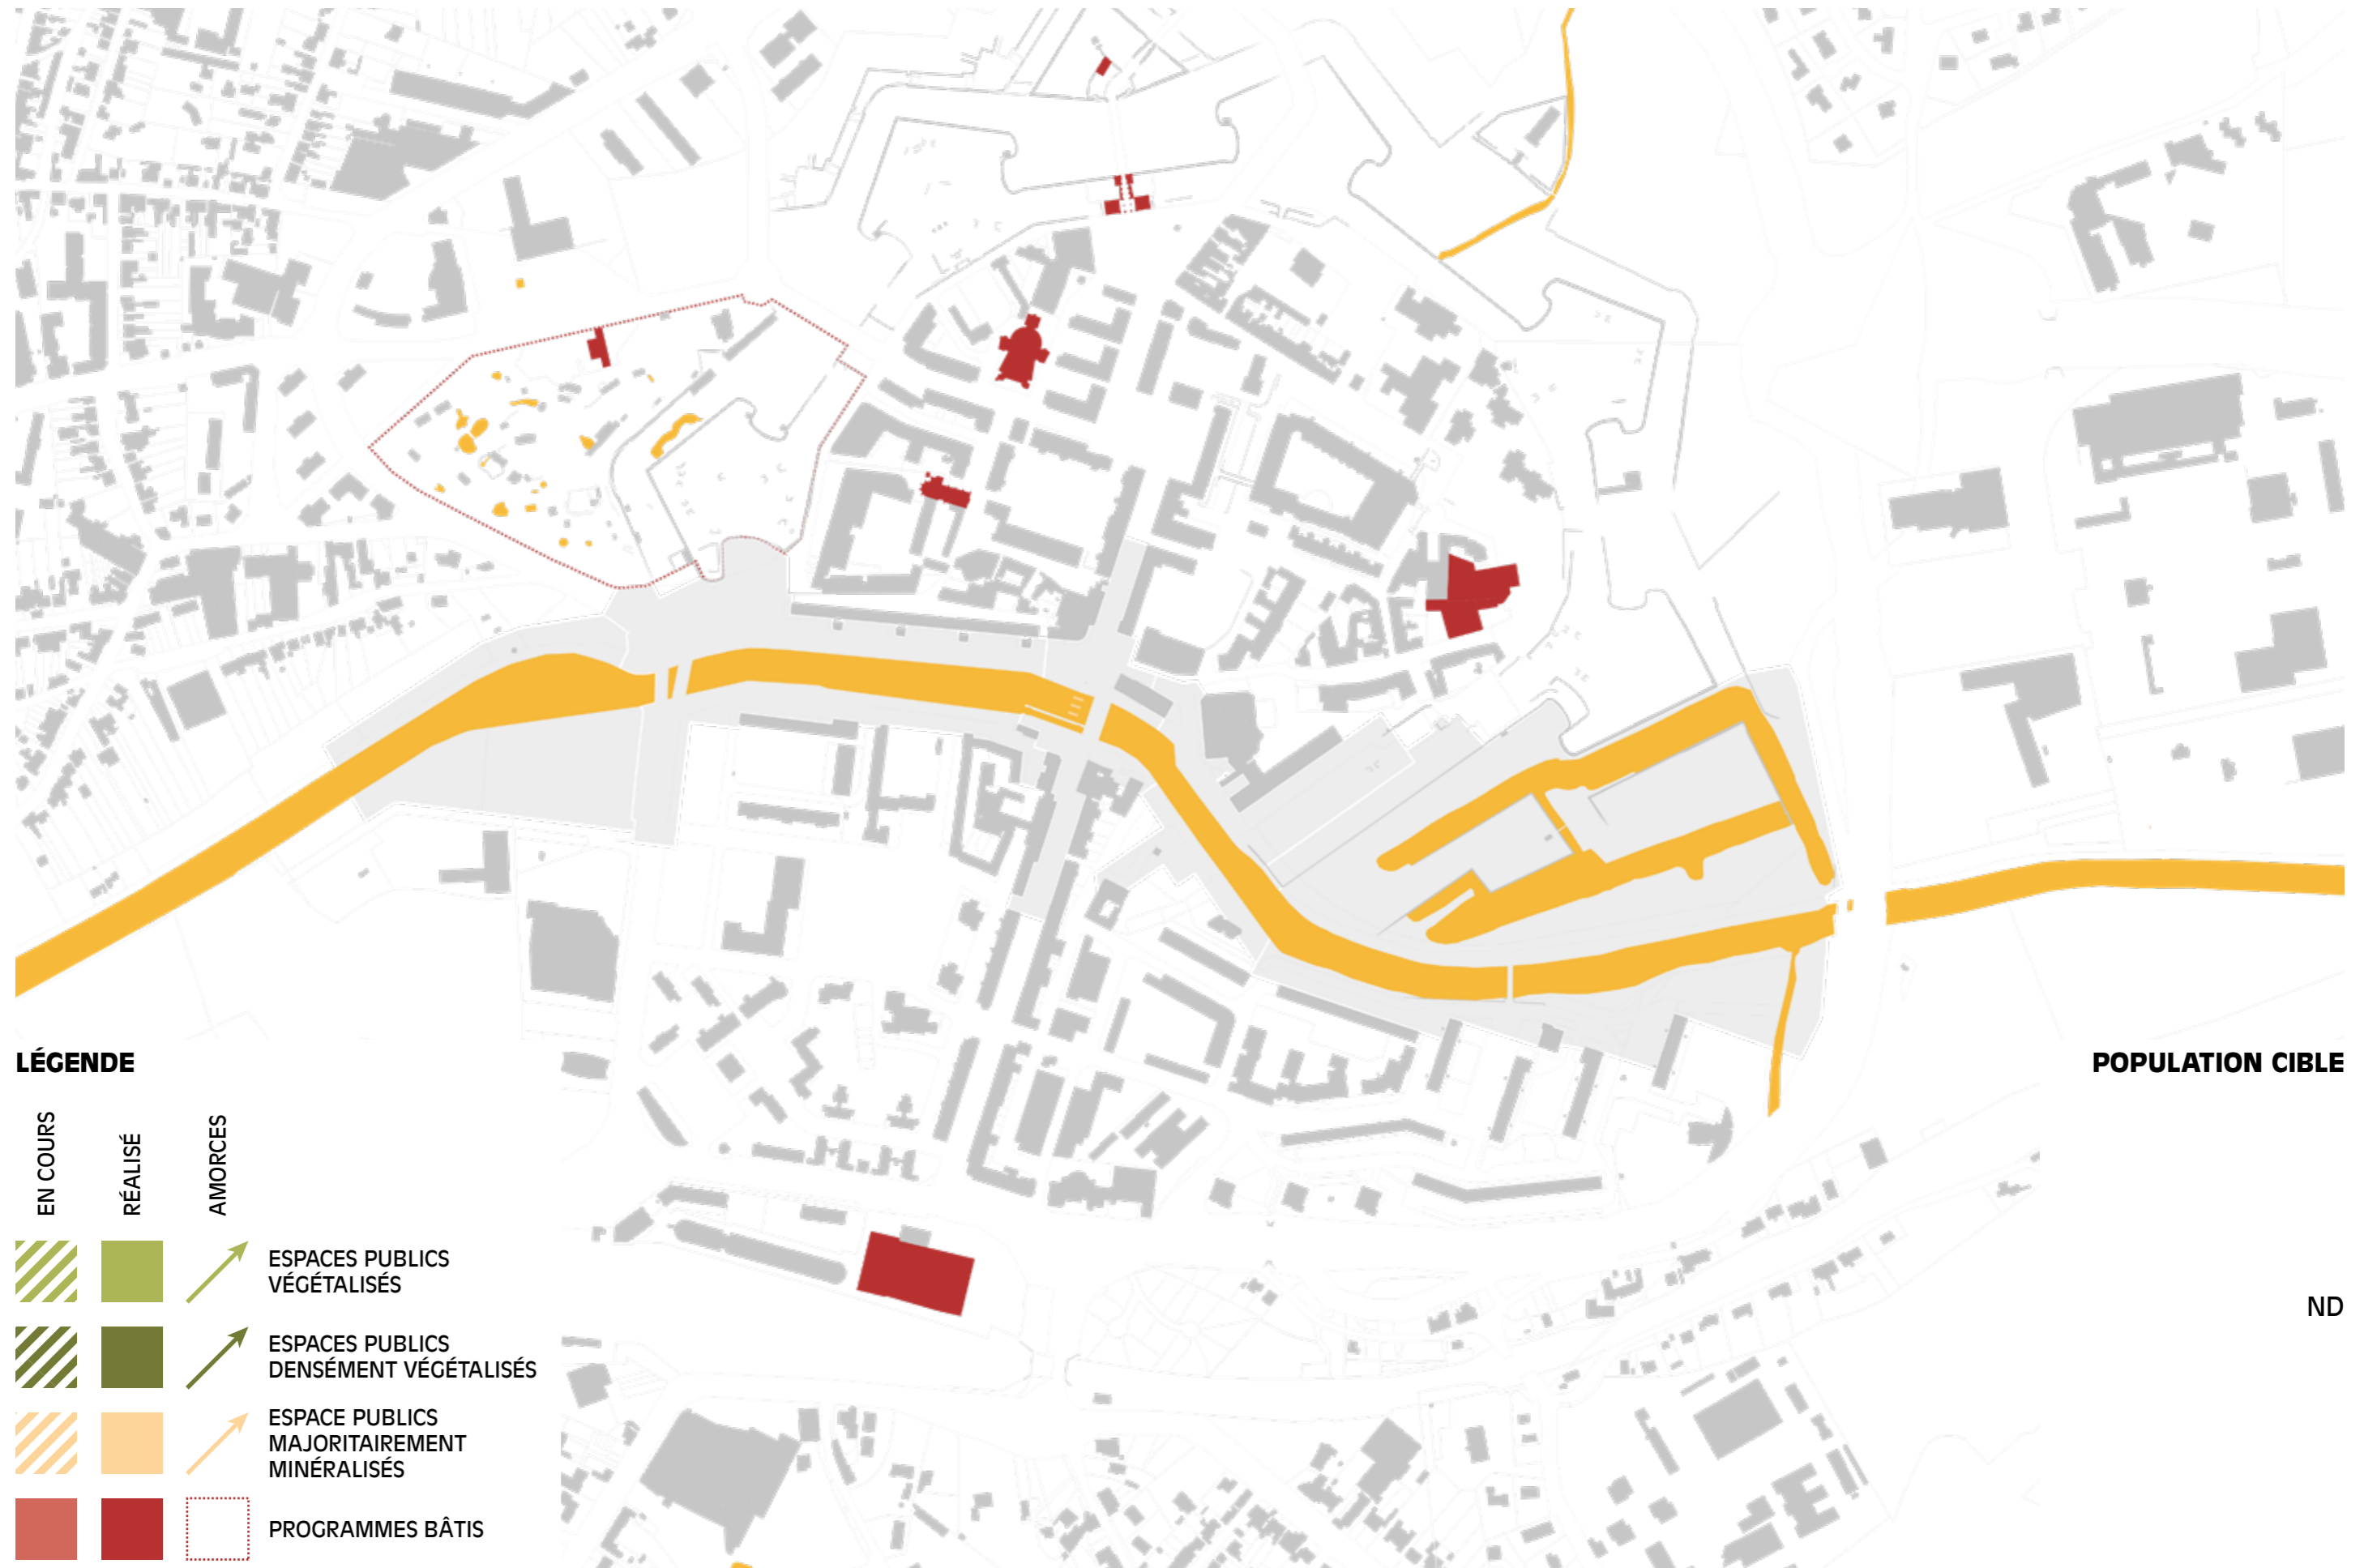 LÉGENDE
POPULATION CIBLE
EN COURS
RÉALISÉ
AMORCES
ESPACES PUBLICS
VÉGÉTALISÉS
ESPACES PUBLICS
DENSÉMENT VÉGÉTALISÉS
ESPACE PUBLICS
MAJORITAIREMENT
MINÉRALISÉS
PROGRAMMES BÂTIS
ND